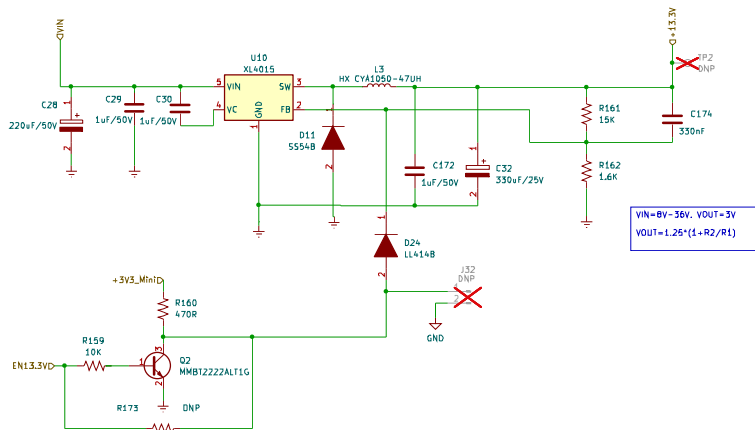 VIN
+13.3V
TP2
DNP
U10
XL4015
L3
HX CYA1050-47UH
5
VIN
SW
3
4
VC
FB
2
GND
1
C28
220uF/50V
1
2
C29
1uF/50V
C30
1uF/50V
D11
SS54B
1
2
C172
1uF/50V
C32
330uF/25V
1
2
R161
15K
C174
330nF
R162
1.6K
VIN=8V-36V. VOUT=3V
VOUT=1.25*(1+R2/R1)
1
D24
LL4148
2
J32
DNP
1
2
GND
+3V3_Mini
R160
470R
R159
10K
EN13.3V
Q2
MMBT2222ALT1G
1
2
3
R173
DNP